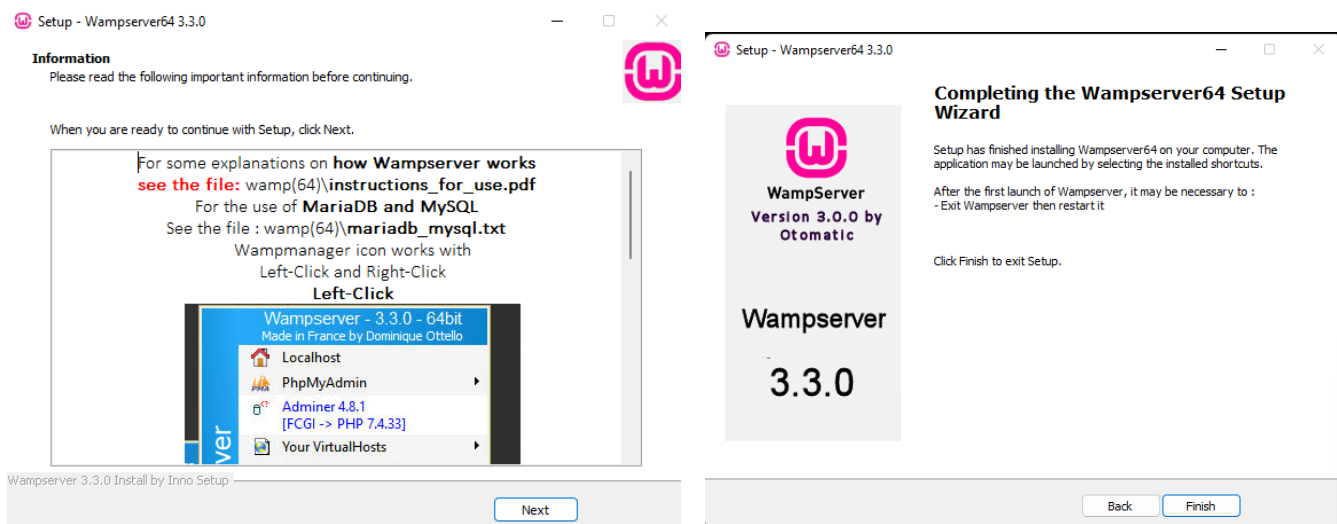 Setup - Wampserver64 3.3.0
Information
Please read the following important information before continuing.
When you are ready to continue with Setup, click Next.
For some explanations on how Wampserver works
see the file: wamp(64)\instructions_for_use.pdf
For the use of MariaDB and MySQL
See the file : wamp(64)\mariadb_mysql.txt
Wampmanager icon works with
Left-Click and Right-Click
Left-Click
Wampserver - 3.3.0 - 64bit
Made in France by Dominique Ottello
Localhost
PMA PhpMyAdmin
Adminer 4.8.1
[FCGI -> PHP 7.4.33]
Your VirtualHosts
ver
Wampserver 3.3.0 Install by Inno Setup
Next
Setup - Wampserver64 3.3.0
WampServer
Version 3.0.0 by
Otomatic
Wampserver
3.3.0
Completing the Wampserver64 Setup
Wizard
Setup has finished installing Wampserver64 on your computer. The
application may be launched by selecting the installed shortcuts.
After the first launch of Wampserver, it may be necessary to :
- Exit Wampserver then restart it
Click Finish to exit Setup.
Back
Finish